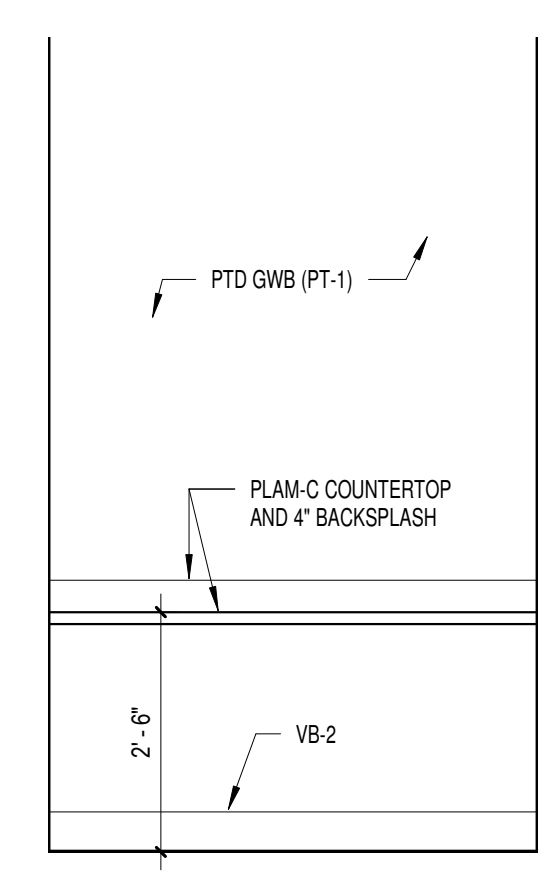 PTD GWB (PT-1)
PLAM-C COUNTERTOP
AND 4" BACKSPLASH
2' - 6"
VB-2